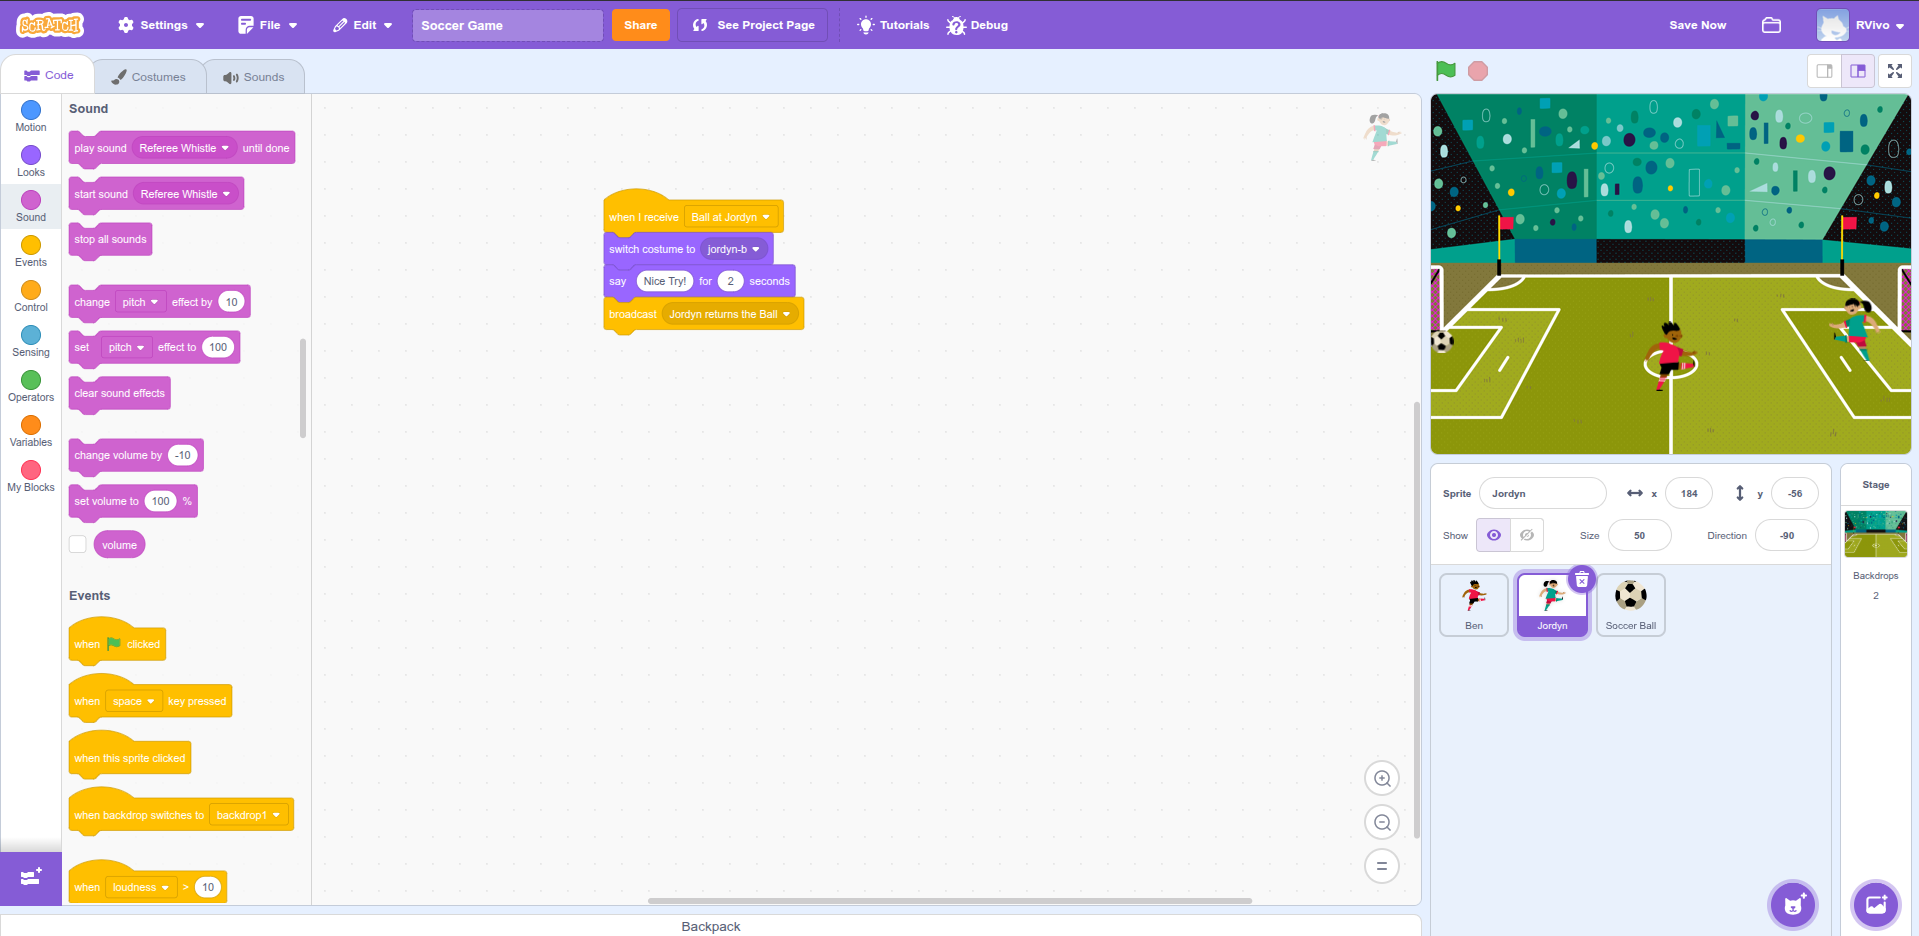 SCRATCH Settings File Edit Soccer Game Share See Project Page Tutorials Debug Save Now RVivo
Code Costumes Sounds
Motion
Looks
Sound
Events
Control
Sensing
Operators
Variables
My Blocks
Sound
play sound Referee Whistle until done
start sound Referee Whistle
stop all sounds
change pitch effect by 10
set pitch effect to 100
clear sound effects
change volume by -10
set volume to 100 %
volume
Events
when clicked
when space key pressed
when this sprite clicked
when backdrop switches to backdrop1
when loudness > 10
when I receive Ball at Jordyn
switch costume to jordyn-b
say Nice Try! for 2 seconds
broadcast Jordyn returns the Ball
Backpack
Sprite Jordyn x 184 y -56
Show Size 50 Direction -90
Ben Jordyn Soccer Ball
Stage
Backdrops
2